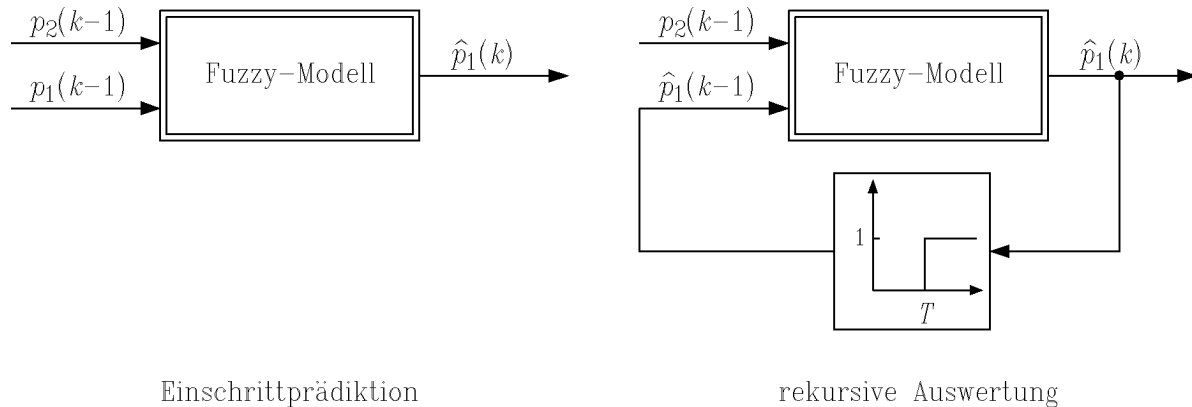 p₂(k−1)
p₁(k−1)
Fuzzy−Modell
p̂₁(k)
p₂(k−1)
p̂₁(k−1)
Fuzzy−Modell
p̂₁(k)
1
T
Einschrittprädiktion
rekursive Auswertung